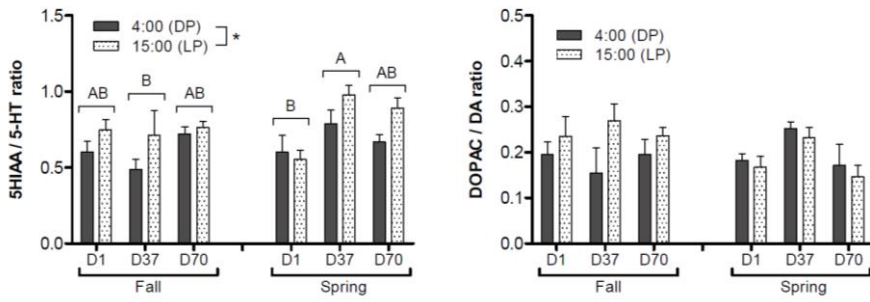 5HIAA / 5-HT ratio
1.5
1.0
0.5
0.0
4:00 (DP)
15:00 (LP)
*
AB
B
AB
B
A
AB
D1 D37 D70 D1 D37 D70
Fall Spring
DOPAC / DA ratio
0.5
0.4
0.3
0.2
0.1
0.0
4:00 (DP)
15:00 (LP)
D1 D37 D70 D1 D37 D70
Fall Spring